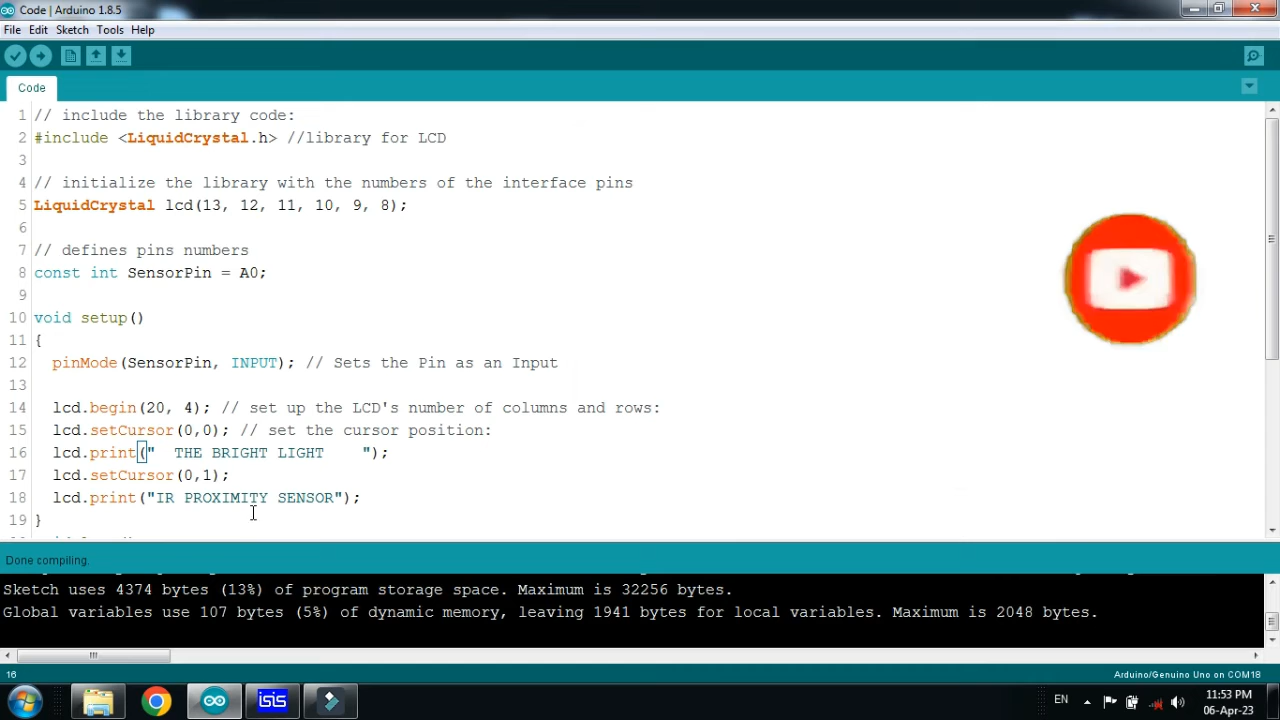 Code | Arduino 1.8.5
File Edit Sketch Tools Help
Code
1 // include the library code:
2 #include <LiquidCrystal.h> //library for LCD
3
4 // initialize the library with the numbers of the interface pins
5 LiquidCrystal lcd(13, 12, 11, 10, 9, 8);
6
7 // defines pins numbers
8 const int SensorPin = A0;
9
10 void setup()
11 {
12   pinMode(SensorPin, INPUT); // Sets the Pin as an Input
13
14   lcd.begin(20, 4); // set up the LCD's number of columns and rows:
15   lcd.setCursor(0,0); // set the cursor position:
16   lcd.print("  THE BRIGHT LIGHT    ");
17   lcd.setCursor(0,1);
18   lcd.print("IR PROXIMITY SENSOR");
19 }
Done compiling.
Sketch uses 4374 bytes (13%) of program storage space. Maximum is 32256 bytes.
Global variables use 107 bytes (5%) of dynamic memory, leaving 1941 bytes for local variables. Maximum is 2048 bytes.
16 Arduino/Genuino Uno on COM18
isis EN 11:53 PM
06-Apr-23